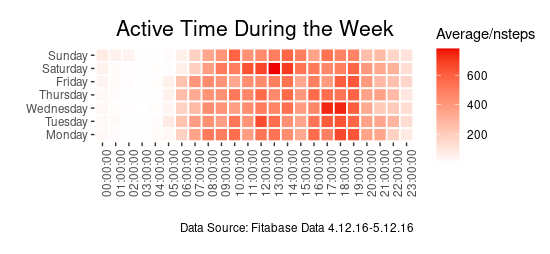 Active Time During the Week
Average/nsteps
600
400
200
Sunday
Saturday
Friday
Thursday
Wednesday
Tuesday
Monday
00:00:00
01:00:00
02:00:00
03:00:00
04:00:00
05:00:00
06:00:00
07:00:00
08:00:00
09:00:00
10:00:00
11:00:00
12:00:00
13:00:00
14:00:00
15:00:00
16:00:00
17:00:00
18:00:00
19:00:00
20:00:00
21:00:00
22:00:00
23:00:00
Data Source: Fitabase Data 4.12.16-5.12.16